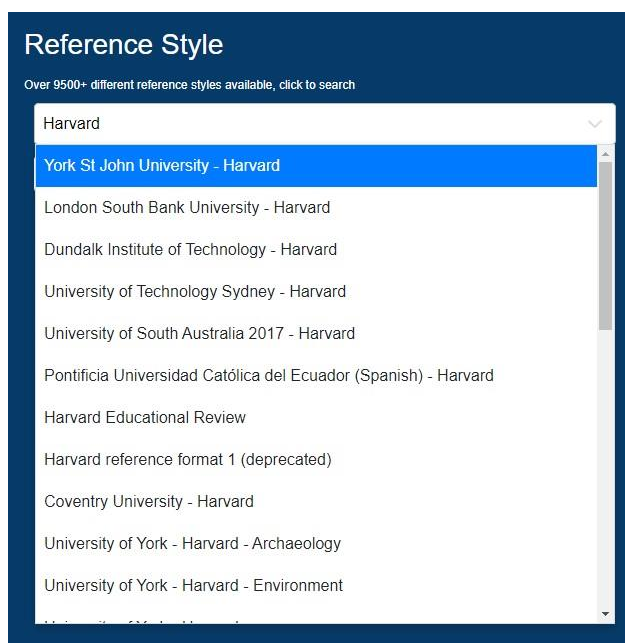 Reference Style
Over 9500+ different reference styles available, click to search
Harvard
York St John University - Harvard
London South Bank University - Harvard
Dundalk Institute of Technology - Harvard
University of Technology Sydney - Harvard
University of South Australia 2017 - Harvard
Pontificia Universidad Católica del Ecuador (Spanish) - Harvard
Harvard Educational Review
Harvard reference format 1 (deprecated)
Coventry University - Harvard
University of York - Harvard - Archaeology
University of York - Harvard - Environment